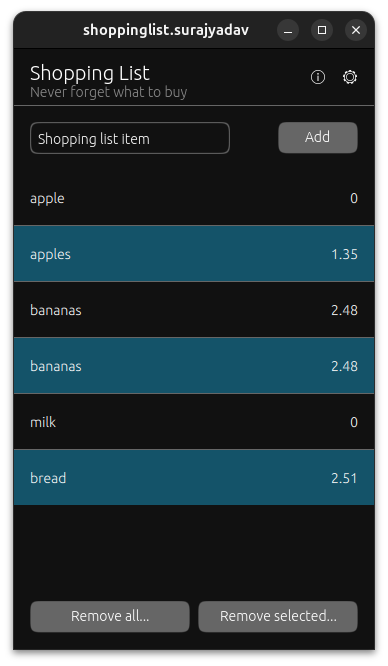 shoppinglist.surajyadav
Shopping List
Never forget what to buy
Shopping list item
Add
apple 0
apples 1.35
bananas 2.48
bananas 2.48
milk 0
bread 2.51
Remove all... Remove selected...